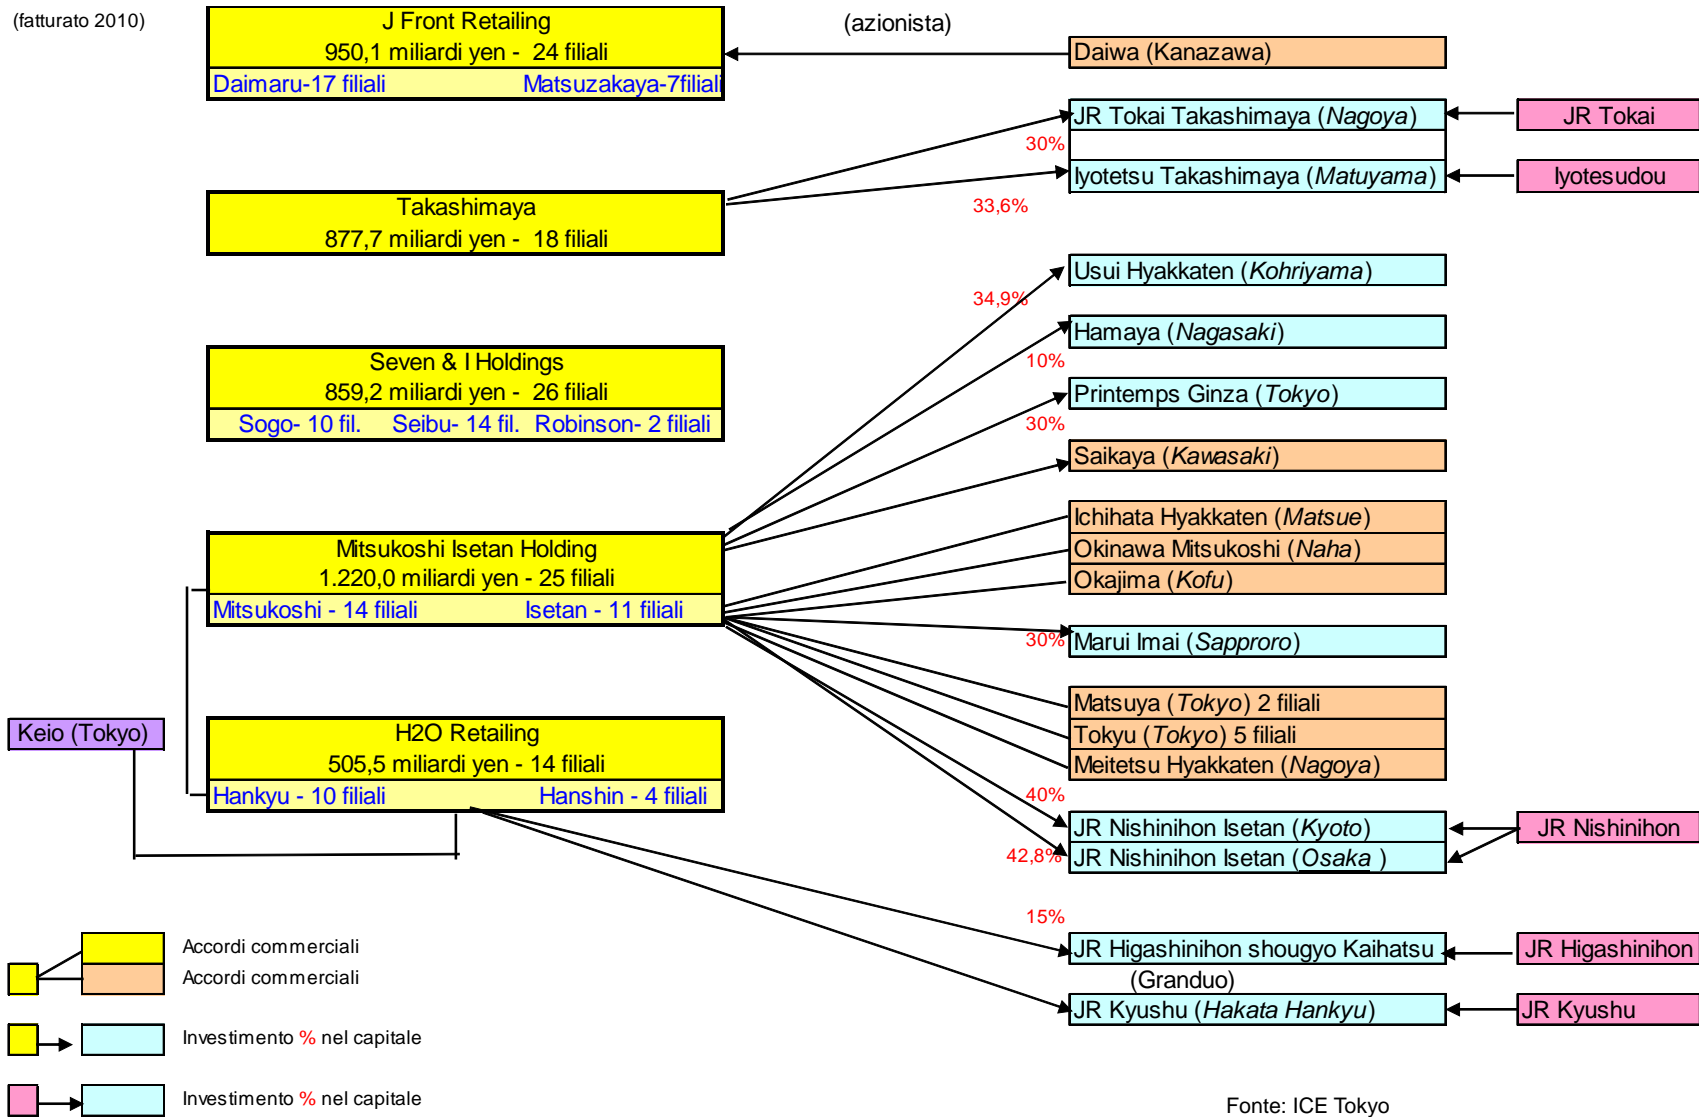 (fatturato 2010)
J Front Retailing
950,1 miliardi yen - 24 filiali
Daimaru-17 filiali Matsuzakaya-7filiali
(azionista)
Daiwa (Kanazawa)
JR Tokai Takashimaya (Nagoya)
JR Tokai
30%
Iyotetsu Takashimaya (Matuyama)
Iyotesudou
33,6%
Takashimaya
877,7 miliardi yen - 18 filiali
Usui Hyakkaten (Kohriyama)
34,9%
Hamaya (Nagasaki)
10%
Seven & I Holdings
859,2 miliardi yen - 26 filiali
Sogo- 10 fil. Seibu- 14 fil. Robinson- 2 filiali
Printemps Ginza (Tokyo)
30%
Saikaya (Kawasaki)
Ichihata Hyakkaten (Matsue)
Okinawa Mitsukoshi (Naha)
Okajima (Kofu)
Mitsukoshi Isetan Holding
1.220,0 miliardi yen - 25 filiali
Mitsukoshi - 14 filiali Isetan - 11 filiali
30%
Marui Imai (Sapproro)
Matsuya (Tokyo) 2 filiali
Tokyu (Tokyo) 5 filiali
Meitetsu Hyakkaten (Nagoya)
Keio (Tokyo)
H2O Retailing
505,5 miliardi yen - 14 filiali
Hankyu - 10 filiali Hanshin - 4 filiali
40%
JR Nishinihon Isetan (Kyoto)
JR Nishinihon
42,8%
JR Nishinihon Isetan (Osaka )
15%
JR Higashinihon shougyo Kaihatsu
JR Higashinihon
(Granduo)
JR Kyushu (Hakata Hankyu)
JR Kyushu
Accordi commerciali
Accordi commerciali
Investimento % nel capitale
Investimento % nel capitale
Fonte: ICE Tokyo